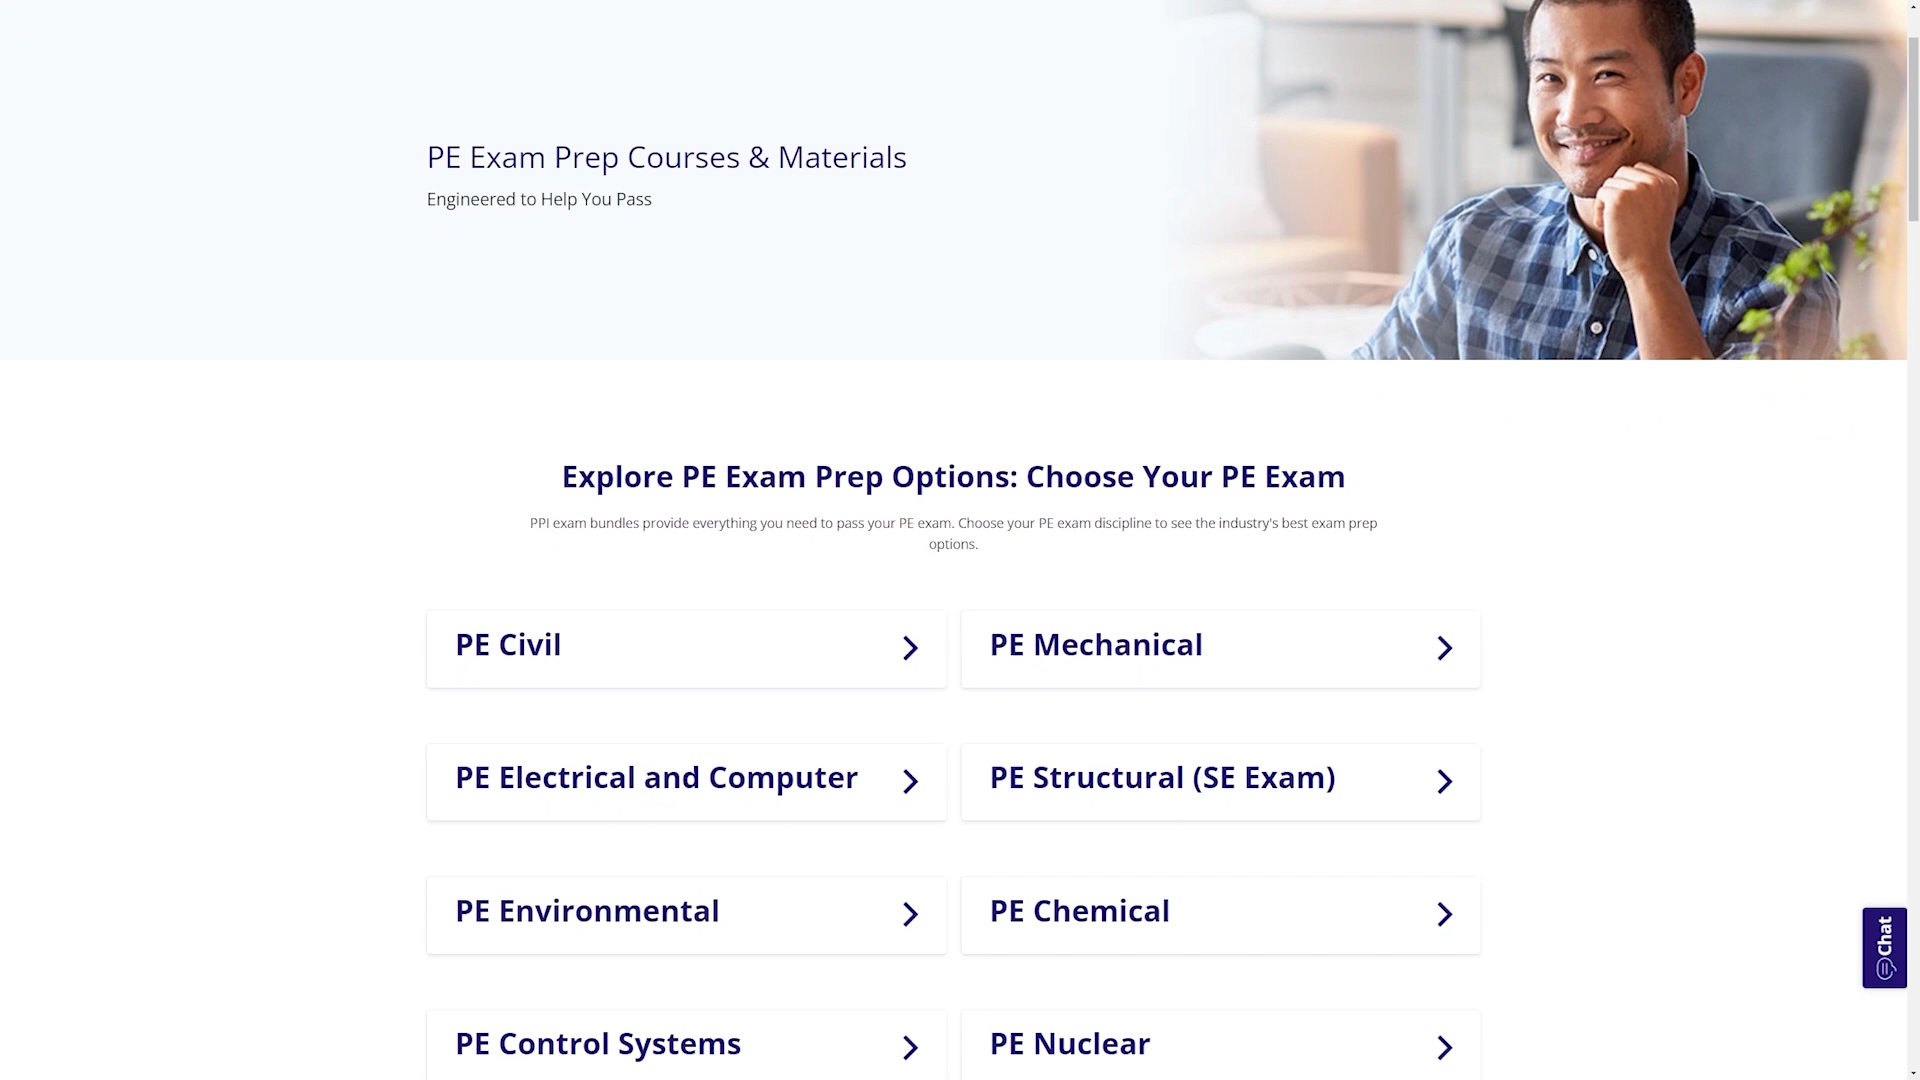 PE Exam Prep Courses & Materials
Engineered to Help You Pass
Explore PE Exam Prep Options: Choose Your PE Exam
PPI exam bundles provide everything you need to pass your PE exam. Choose your PE exam discipline to see the industry's best exam prep
options.
PE Civil
PE Mechanical
PE Electrical and Computer
PE Structural (SE Exam)
PE Environmental
PE Chemical
Chat
PE Control Systems
PE Nuclear